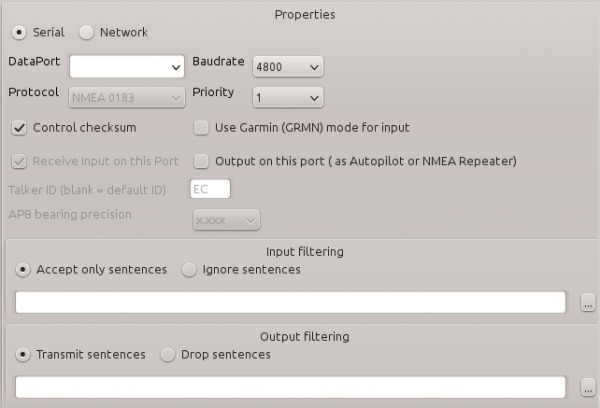 Properties
Serial Network
DataPort Baudrate 4800
Protocol NMEA 0183 Priority 1
Control checksum Use Garmin (GRMN) mode for input
Receive Input on this Port Output on this port ( as Autopilot or NMEA Repeater)
Talker ID (blank = default ID) EC
APB bearing precision x.xxx
Input filtering
Accept only sentences Ignore sentences
...
Output filtering
Transmit sentences Drop sentences
...